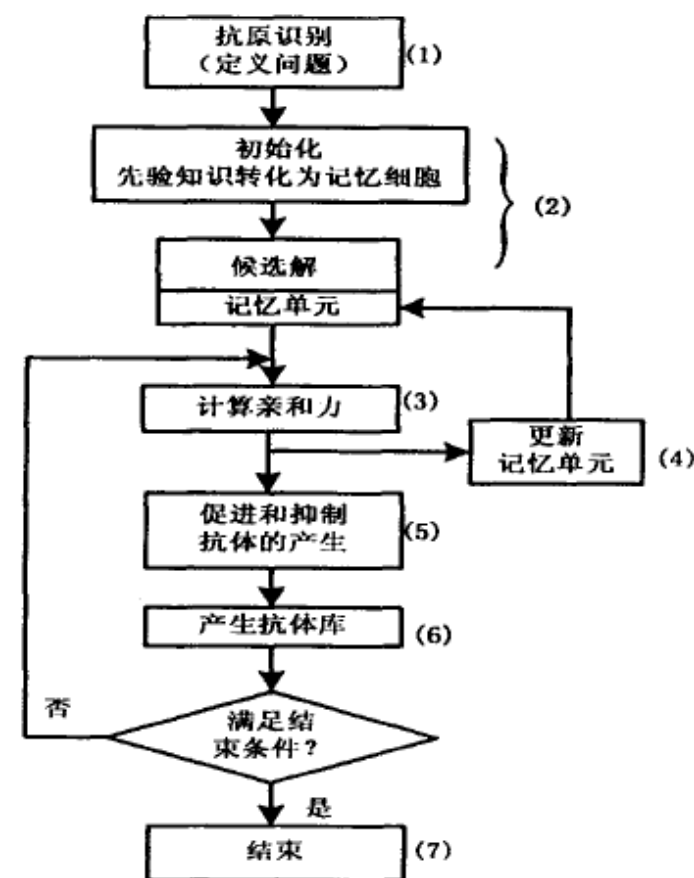 抗原识别
（定义问题）
(1)
初始化
先验知识转化为记忆细胞
(2)
候选解
记忆单元
计算亲和力
(3)
更新
记忆单元
(4)
促进和抑制
抗体的产生
(5)
产生抗体库
(6)
否
满足结
束条件？
是
结束
(7)